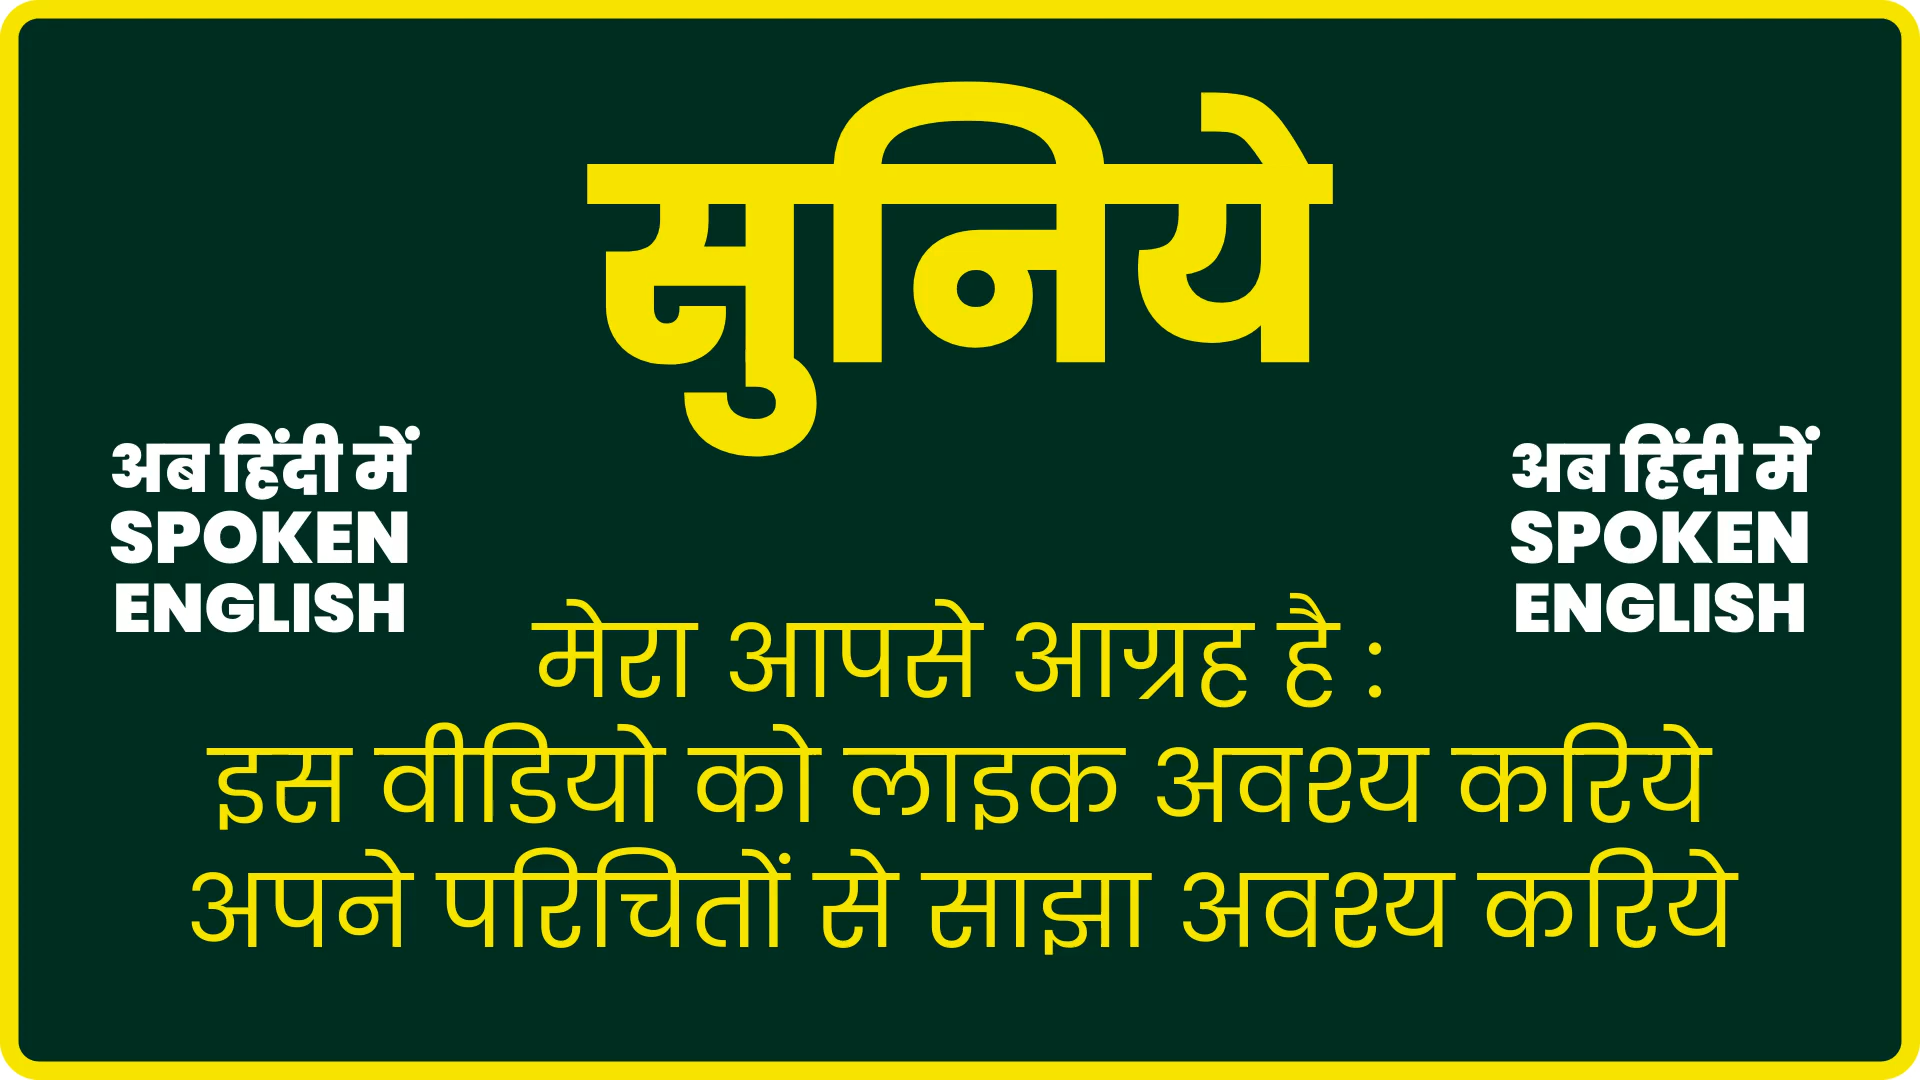 सुनिये
अब हिंदी में
SPOKEN
ENGLISH
अब हिंदी में
SPOKEN
ENGLISH
मेरा आपसे आग्रह है :
इस वीडियो को लाइक अवश्य करिये
अपने परिचितों से साझा अवश्य करिये